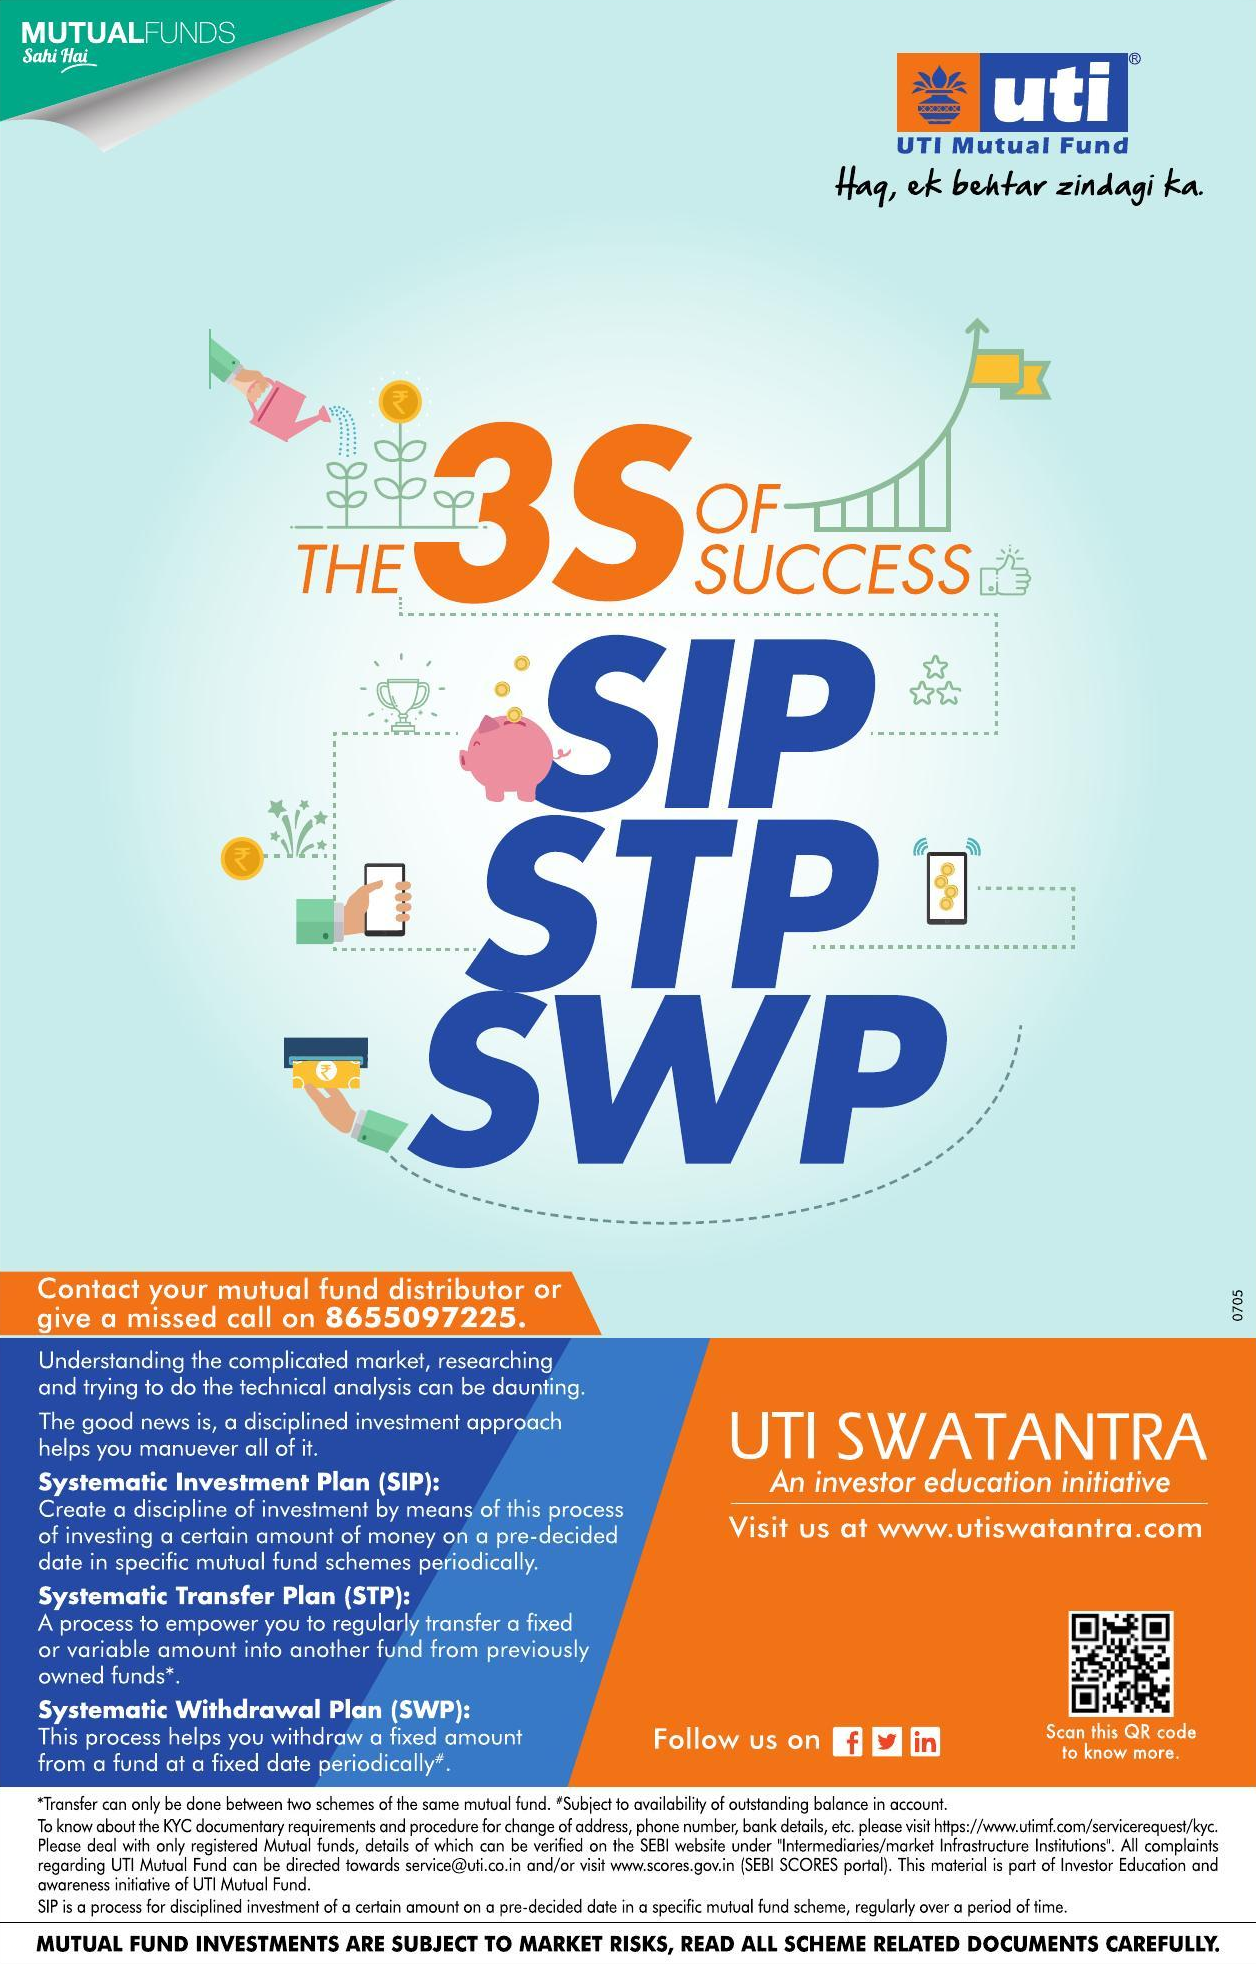 MUTUALFUNDS
Sahi Hai
uti®
UTI Mutual Fund
Haq, ek behtar zindagi ka.
THE 3S OF
SUCCESS
SIP
STP
SWP
0705
Contact your mutual fund distributor or
give a missed call on 8655097225.
Understanding the complicated market, researching
and trying to do the technical analysis can be daunting.
The good news is, a disciplined investment approach
helps you manuever all of it.
Systematic Investment Plan (SIP):
Create a discipline of investment by means of this process
of investing a certain amount of money on a pre-decided
date in specific mutual fund schemes periodically.
Systematic Transfer Plan (STP):
A process to empower you to regularly transfer a fixed
or variable amount into another fund from previously
owned funds*.
Systematic Withdrawal Plan (SWP):
This process helps you withdraw a fixed amount
from a fund at a fixed date periodically#.
UTI SWATANTRA
An investor education initiative
Visit us at www.utiswatantra.com
Follow us on
Scan this QR code
to know more.
*Transfer can only be done between two schemes of the same mutual fund. #Subject to availability of outstanding balance in account.
To know about the KYC documentary requirements and procedure for change of address, phone number, bank details, etc. please visit https://www.utimf.com/servicerequest/kyc.
Please deal with only registered Mutual funds, details of which can be verified on the SEBI website under "Intermediaries/market Infrastructure Institutions". All complaints
regarding UTI Mutual Fund can be directed towards service@uti.co.in and/or visit www.scores.gov.in (SEBI SCORES portal). This material is part of Investor Education and
awareness initiative of UTI Mutual Fund.
SIP is a process for disciplined investment of a certain amount on a pre-decided date in a specific mutual fund scheme, regularly over a period of time.
MUTUAL FUND INVESTMENTS ARE SUBJECT TO MARKET RISKS, READ ALL SCHEME RELATED DOCUMENTS CAREFULLY.